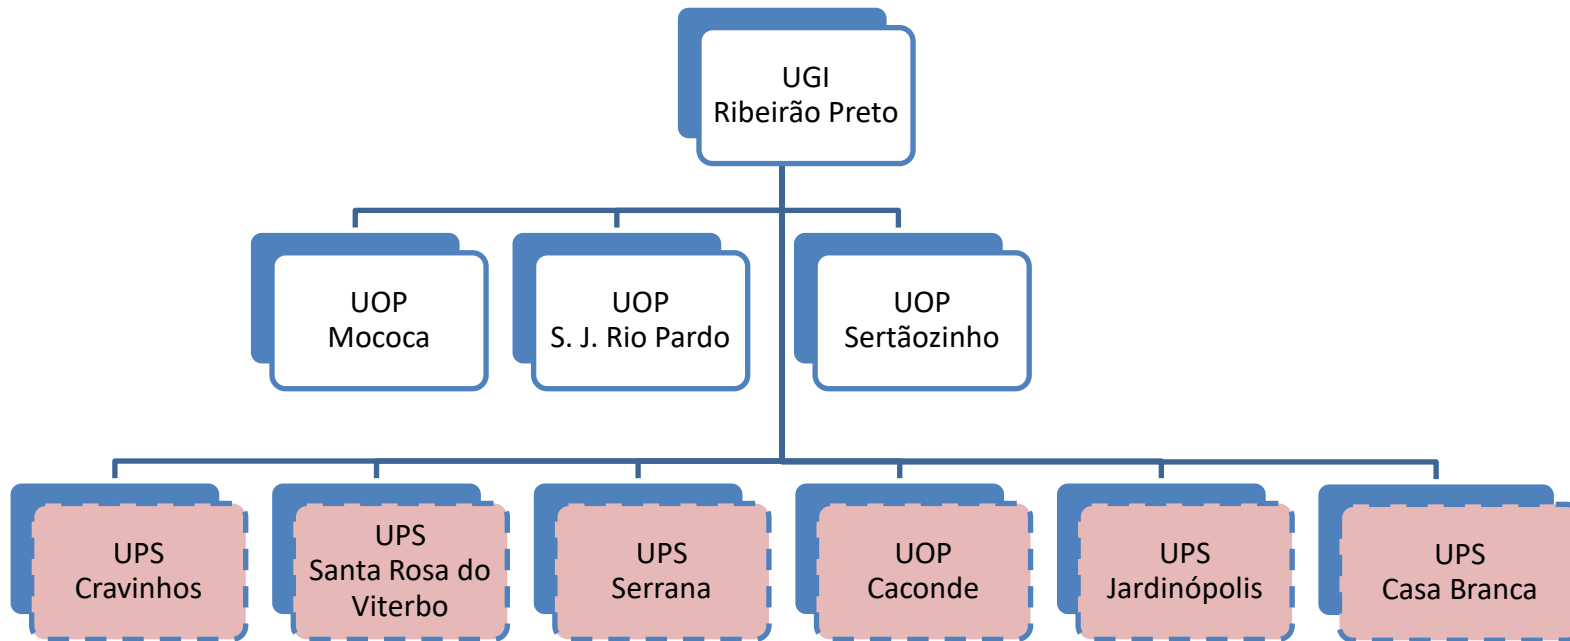 UGI
Ribeirão Preto
UOP
Mococa
UOP
S. J. Rio Pardo
UOP
Sertãozinho
UPS
Cravinhos
UPS
Santa Rosa do
Viterbo
UPS
Serrana
UOP
Caconde
UPS
Jardinópolis
UPS
Casa Branca